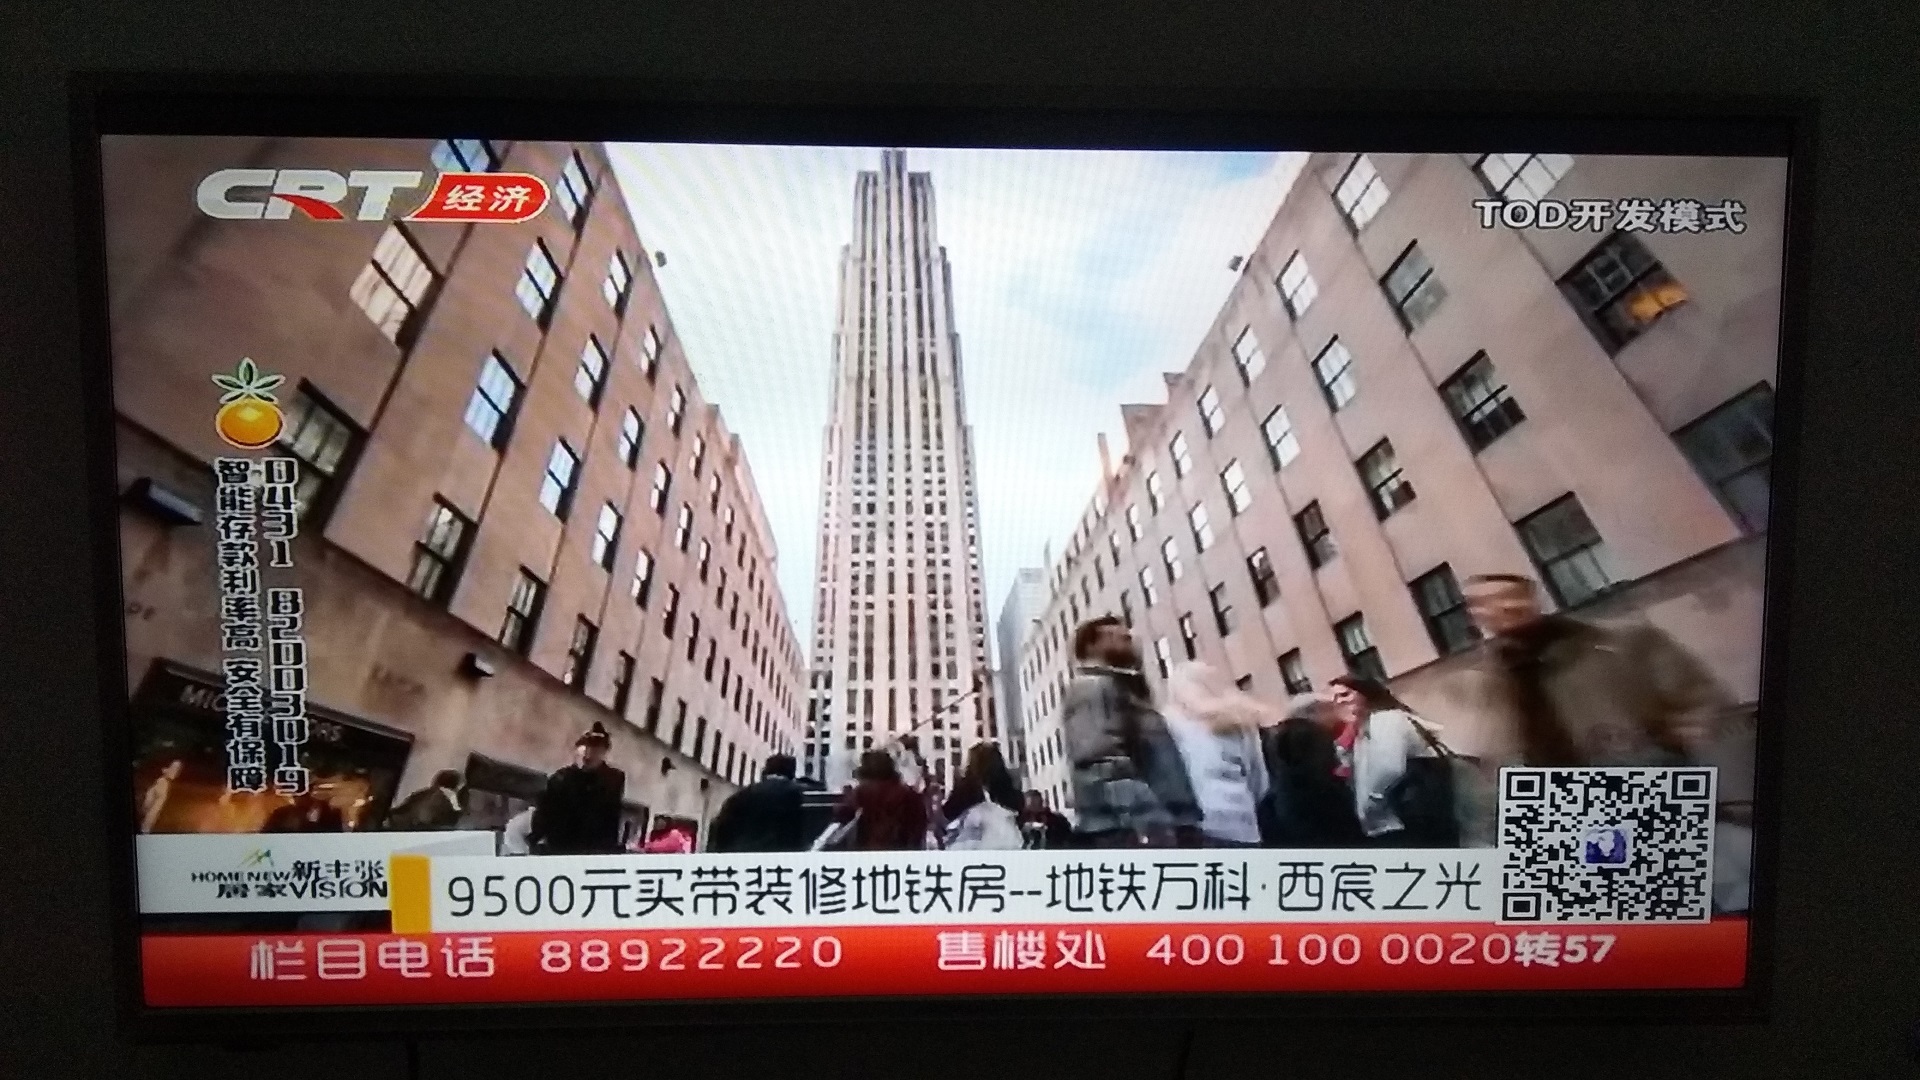 CRT 经济
TOD开发模式
0431 82003019
智能存款利率高 安全有保障
HOME NEW 新主张
居家 VISION
9500元买带装修地铁房--地铁万科·西宸之光
栏目电话 88922220 售楼处 400 100 0020转57